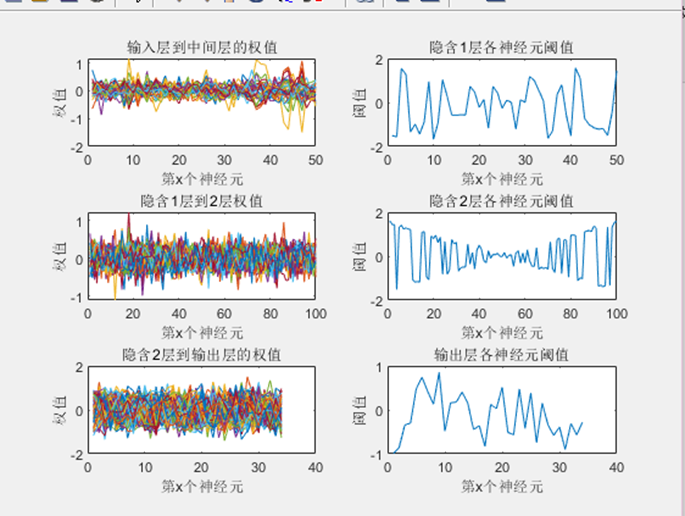 输入层到中间层的权值
1
0
-1
-2
权值
0 10 20 30 40 50
第x个神经元
隐含1层各神经元阈值
2
0
-2
阈值
0 10 20 30 40 50
第x个神经元
隐含1层到2层权值
1
0
-1
权值
0 20 40 60 80 100
第x个神经元
隐含2层各神经元阈值
2
0
-2
阈值
0 20 40 60 80 100
第x个神经元
隐含2层到输出层的权值
2
0
-2
权值
0 10 20 30 40
第x个神经元
输出层各神经元阈值
1
0
-1
阈值
0 10 20 30 40
第x个神经元